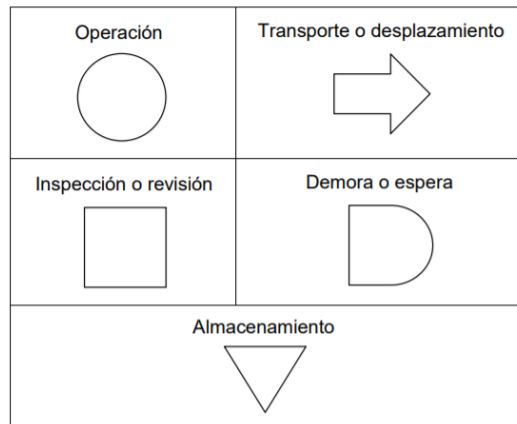 Operación
Transporte o desplazamiento
Inspección o revisión
Demora o espera
Almacenamiento